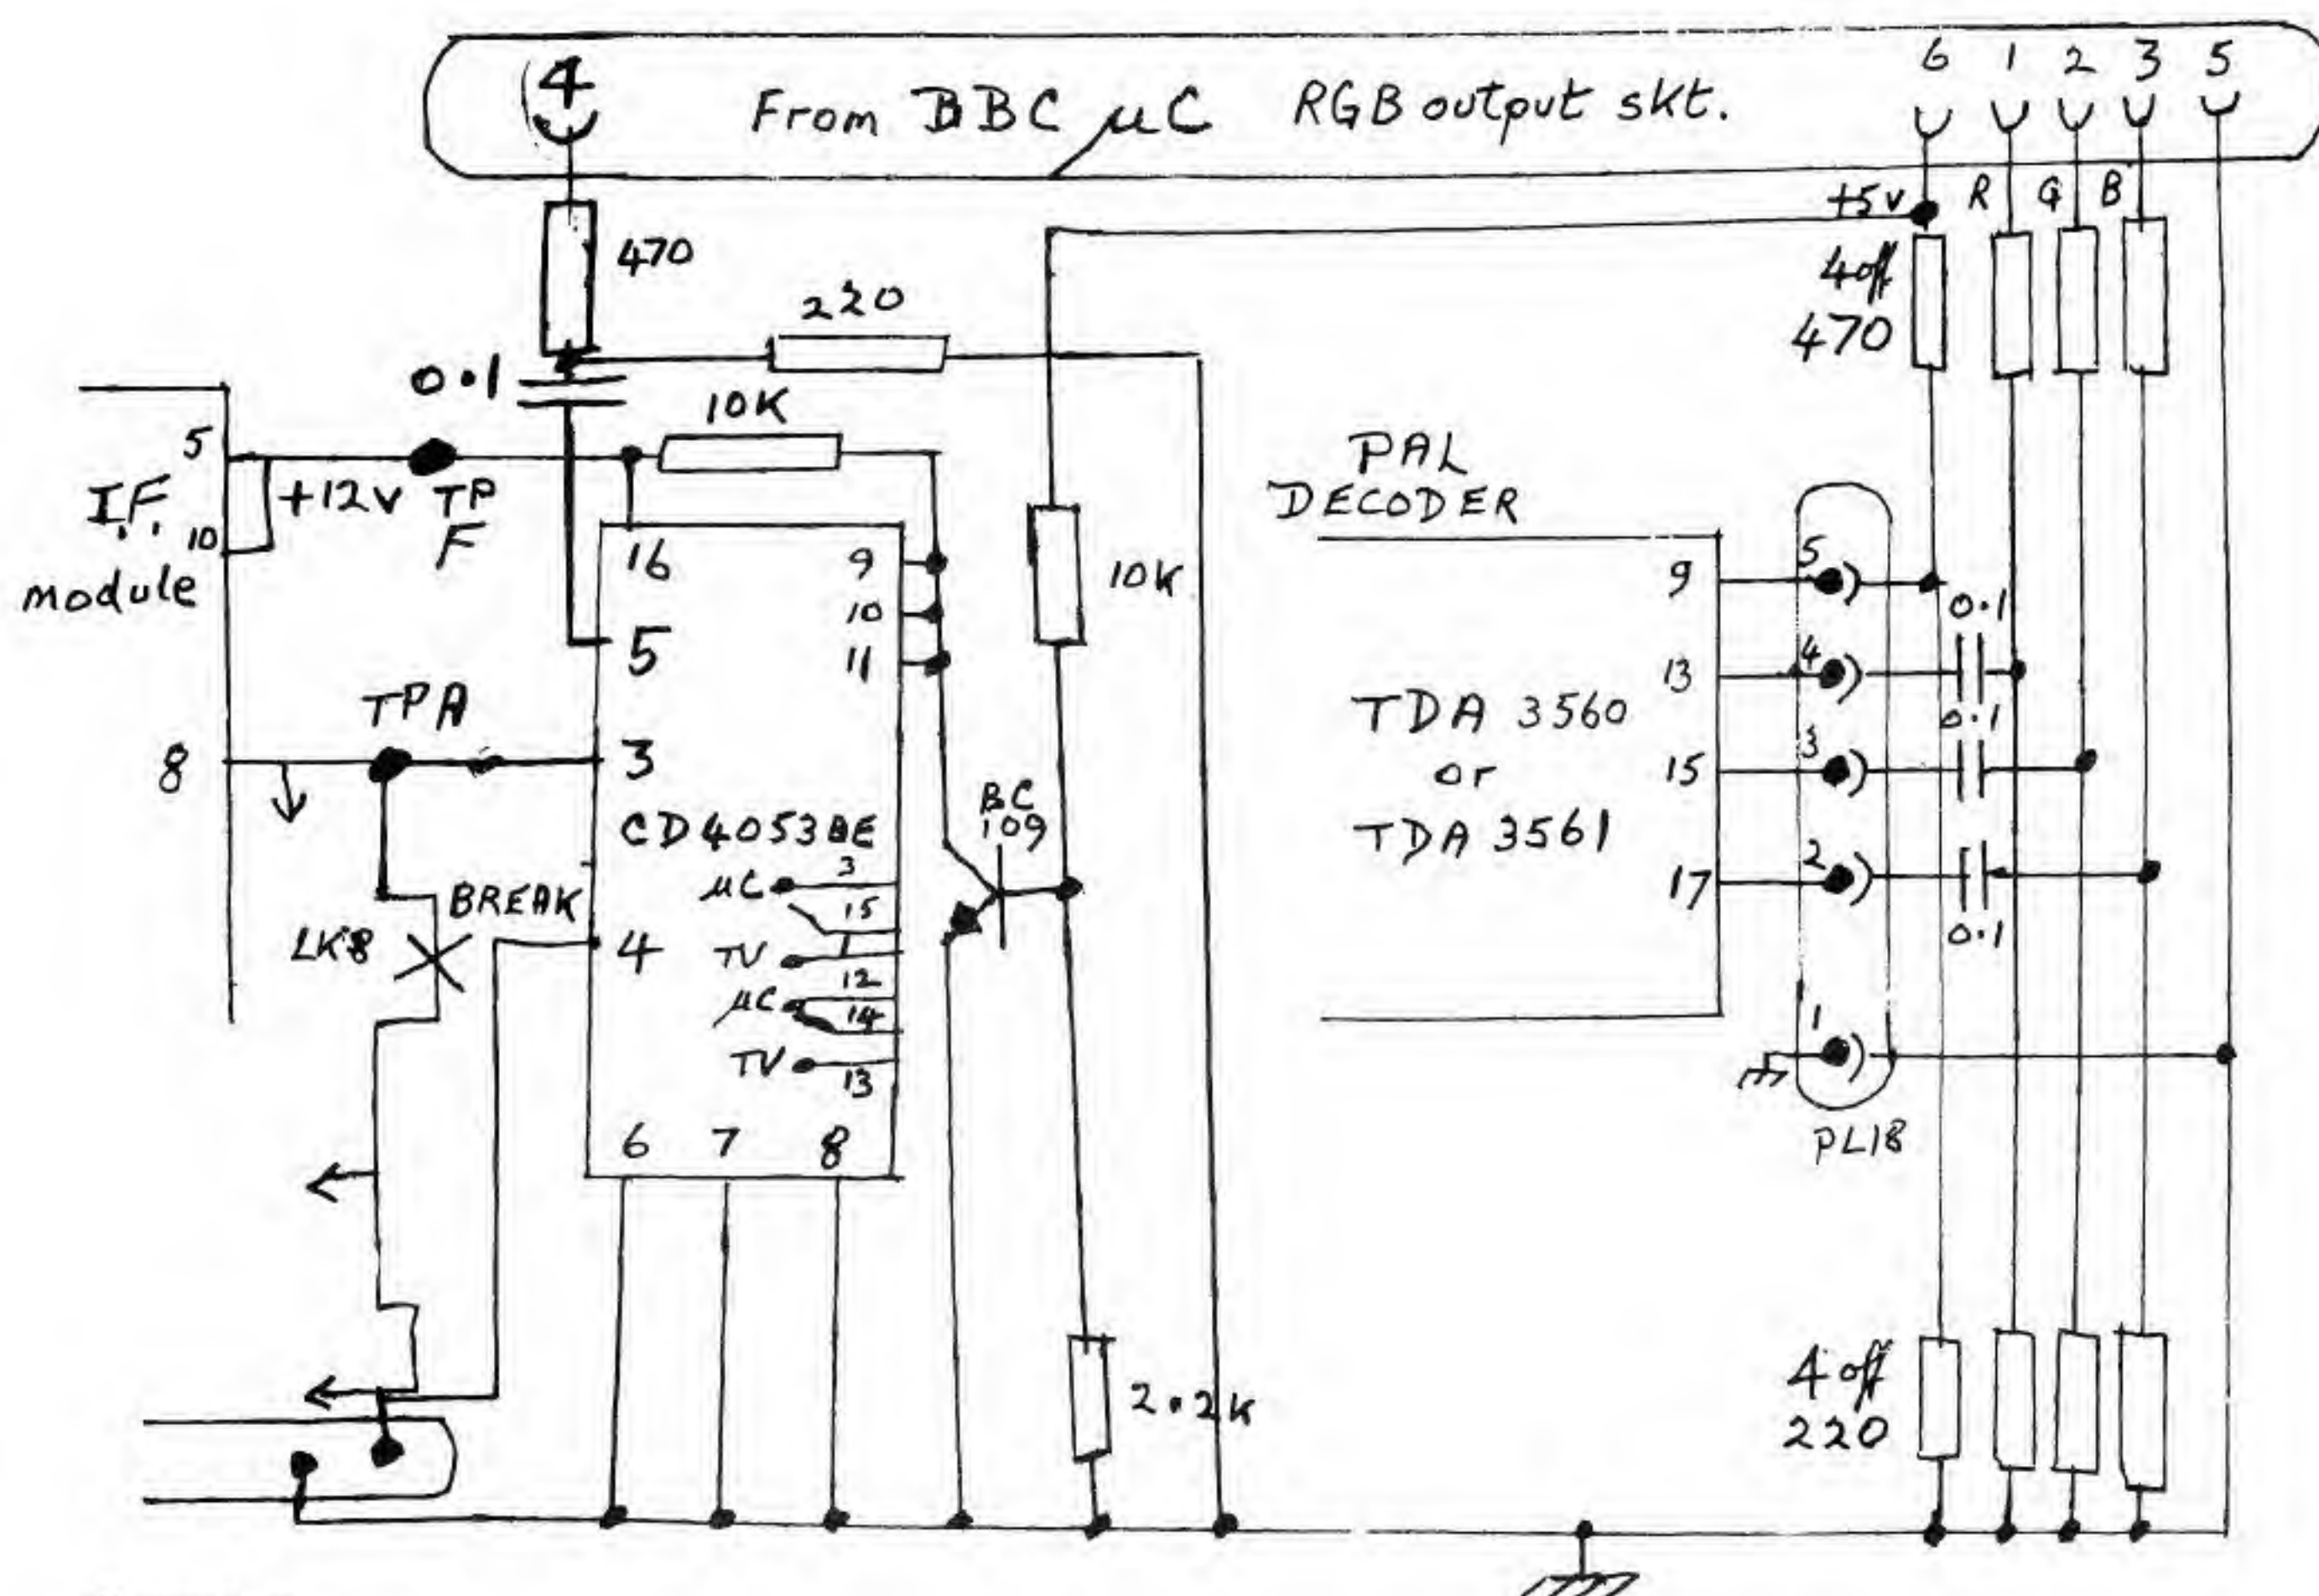 4 From BBC µC RGB output skt. 6 1 2 3 5
+5v R G B
470
4 off
470
220
0.1
10K
5
I.F.
10
module
+12v TP
F
16
9
10
11
5
10K
PAL
DECODER
9
13
15
17
TDA 3560
or
TDA 3561
5
4
3
2
1
0.1
0.1
0.1
PL18
TPA
8
3
CD4053BE
BC
109
µC 3
15
TV 1
12
µC
14
TV 13
LK8
BREAK
4
6 7 8
2.2K
4 off
220